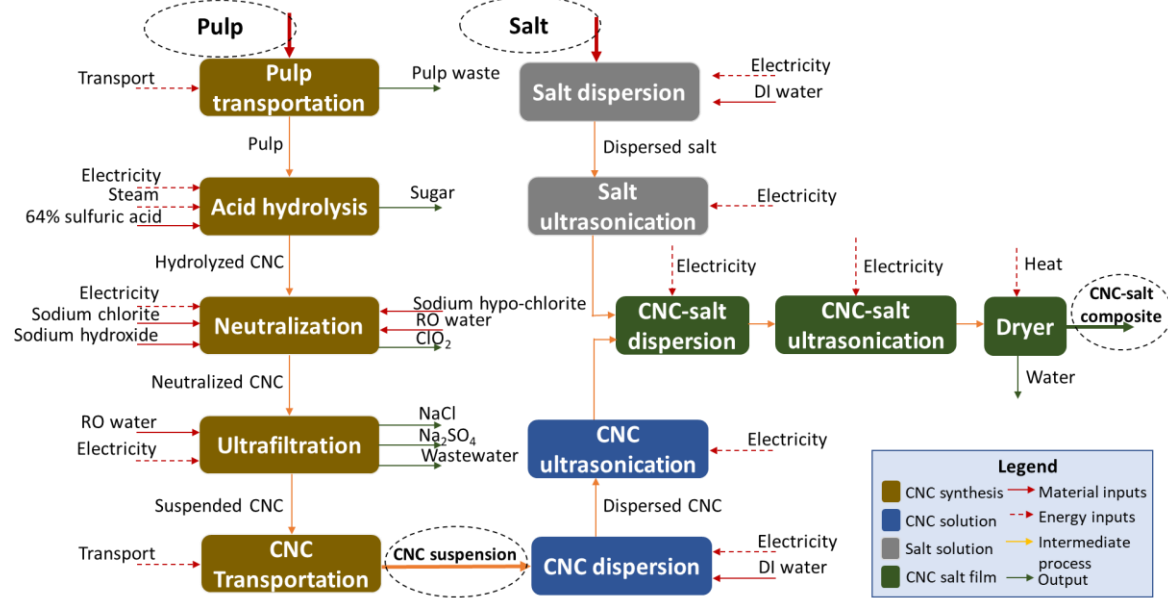 Pulp
Salt
Transport
Pulp
transportation
Pulp waste
Salt dispersion
Electricity
DI water
Pulp
Dispersed salt
Electricity
Steam
64% sulfuric acid
Acid hydrolysis
Sugar
Salt
ultrasonication
Electricity
Hydrolyzed CNC
Electricity
Sodium chlorite
Sodium hydroxide
Neutralization
Sodium hypo-chlorite
RO water
ClO₂
Electricity
Electricity
Heat
CNC-salt
dispersion
CNC-salt
ultrasonication
Dryer
CNC-salt
composite
Water
Neutralized CNC
RO water
Electricity
Ultrafiltration
NaCl
Na₂SO₄
Wastewater
CNC
ultrasonication
Electricity
Suspended CNC
Dispersed CNC
Transport
CNC
Transportation
CNC suspension
CNC dispersion
Electricity
DI water
Legend
CNC synthesis
Material inputs
CNC solution
Energy inputs
Salt solution
Intermediate
process
CNC salt film
Output